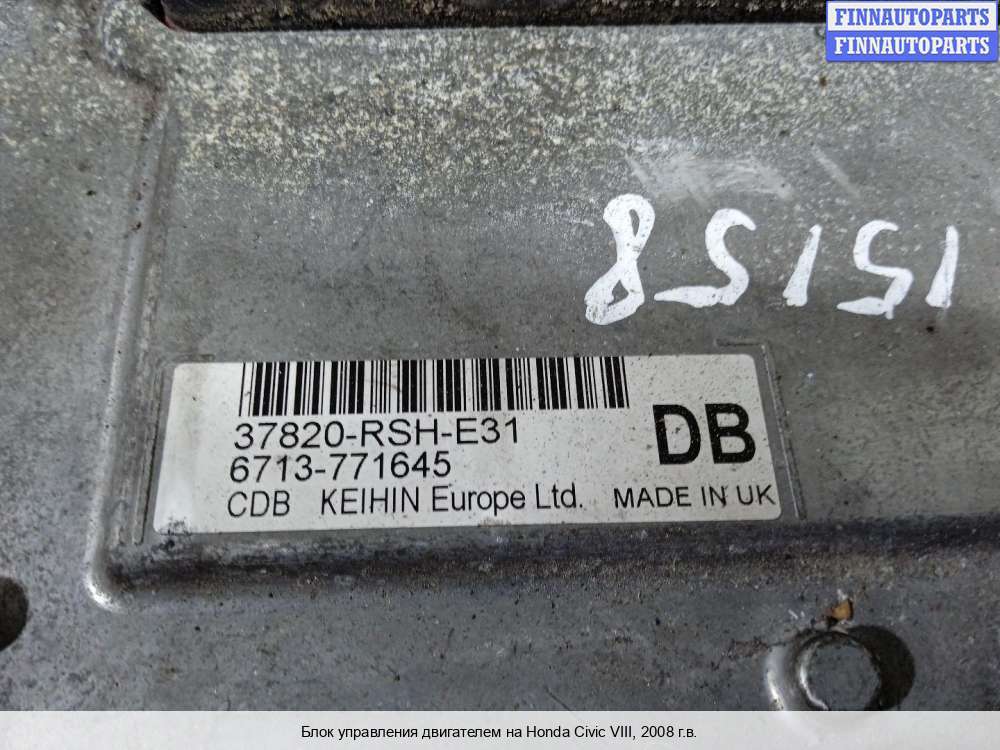 FINNAUTOPARTS
FINNAUTOPARTS
15158
37820-RSH-E31
6713-771645
DB
CDB KEIHIN Europe Ltd. MADE IN UK
Блок управления двигателем на Honda Civic VIII, 2008 г.в.